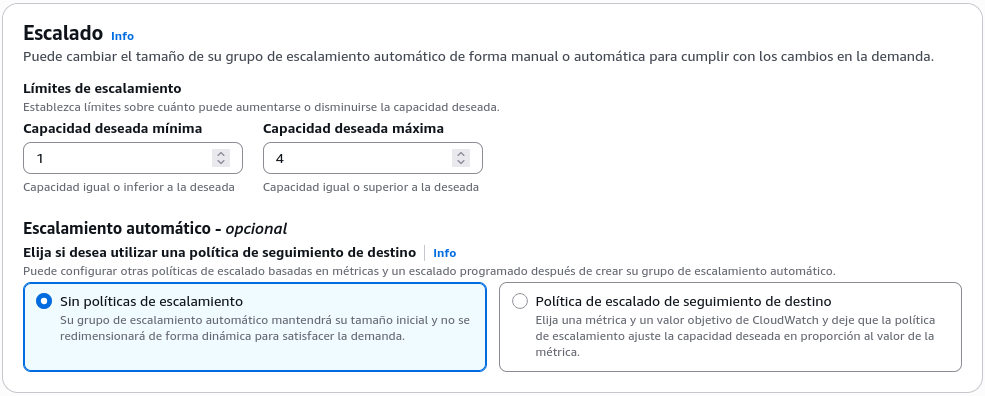 Escalado Info
Puede cambiar el tamaño de su grupo de escalamiento automático de forma manual o automática para cumplir con los cambios en la demanda.
Límites de escalamiento
Establezca límites sobre cuánto puede aumentarse o disminuirse la capacidad deseada.
Capacidad deseada mínima
1
Capacidad igual o inferior a la deseada
Capacidad deseada máxima
4
Capacidad igual o superior a la deseada
Escalamiento automático - opcional
Elija si desea utilizar una política de seguimiento de destino Info
Puede configurar otras políticas de escalado basadas en métricas y un escalado programado después de crear su grupo de escalamiento automático.
Sin políticas de escalamiento
Su grupo de escalamiento automático mantendrá su tamaño inicial y no se
redimensionará de forma dinámica para satisfacer la demanda.
Política de escalado de seguimiento de destino
Elija una métrica y un valor objetivo de CloudWatch y deje que la política
de escalamiento ajuste la capacidad deseada en proporción al valor de la
métrica.